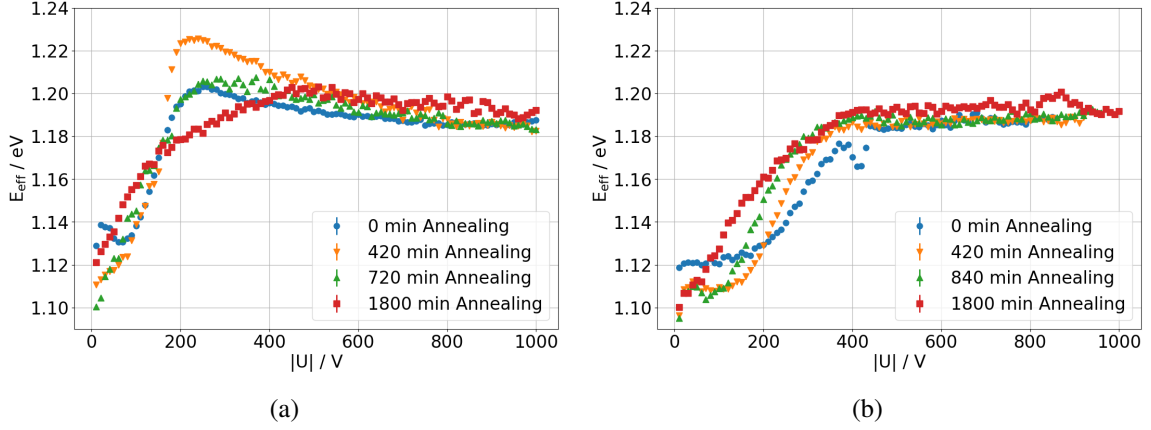 1.24
1.22
1.20
1.18
1.16
1.14
1.12
1.10
E_eff / eV
0 min Annealing
420 min Annealing
720 min Annealing
1800 min Annealing
0 200 400 600 800 1000
|U| / V
(a)
1.24
1.22
1.20
1.18
1.16
1.14
1.12
1.10
E_eff / eV
0 min Annealing
420 min Annealing
840 min Annealing
1800 min Annealing
0 200 400 600 800 1000
|U| / V
(b)